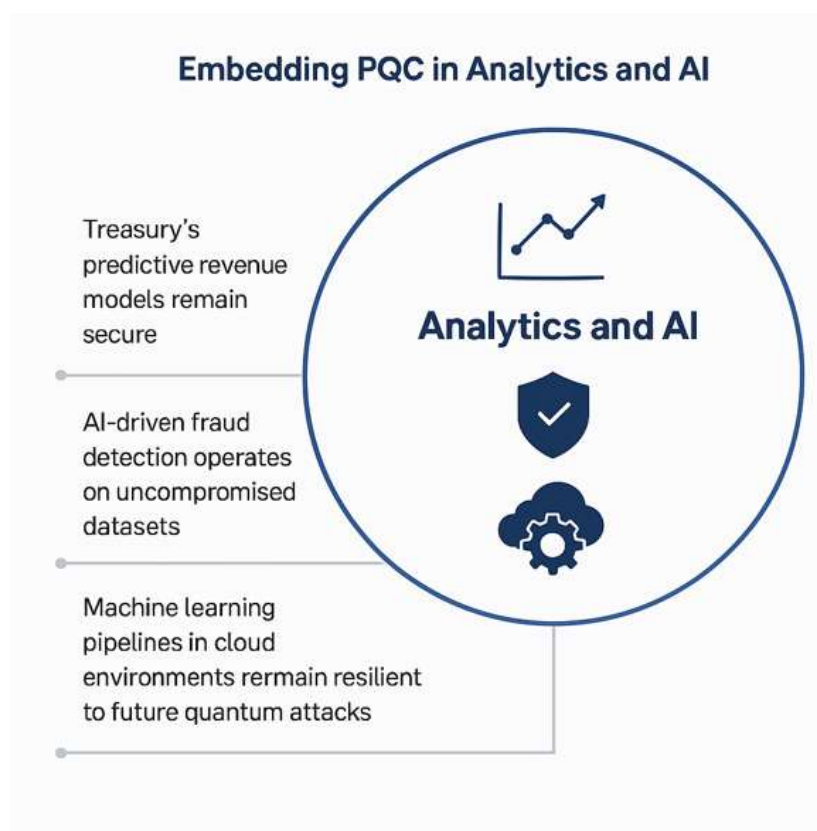 Embedding PQC in Analytics and AI
Treasury's
predictive revenue
models remain
secure
AI-driven fraud
detection operates
on uncompromised
datasets
Machine learning
pipelines in cloud
environments rermain resilient
to future quantum attacks
Analytics and AI